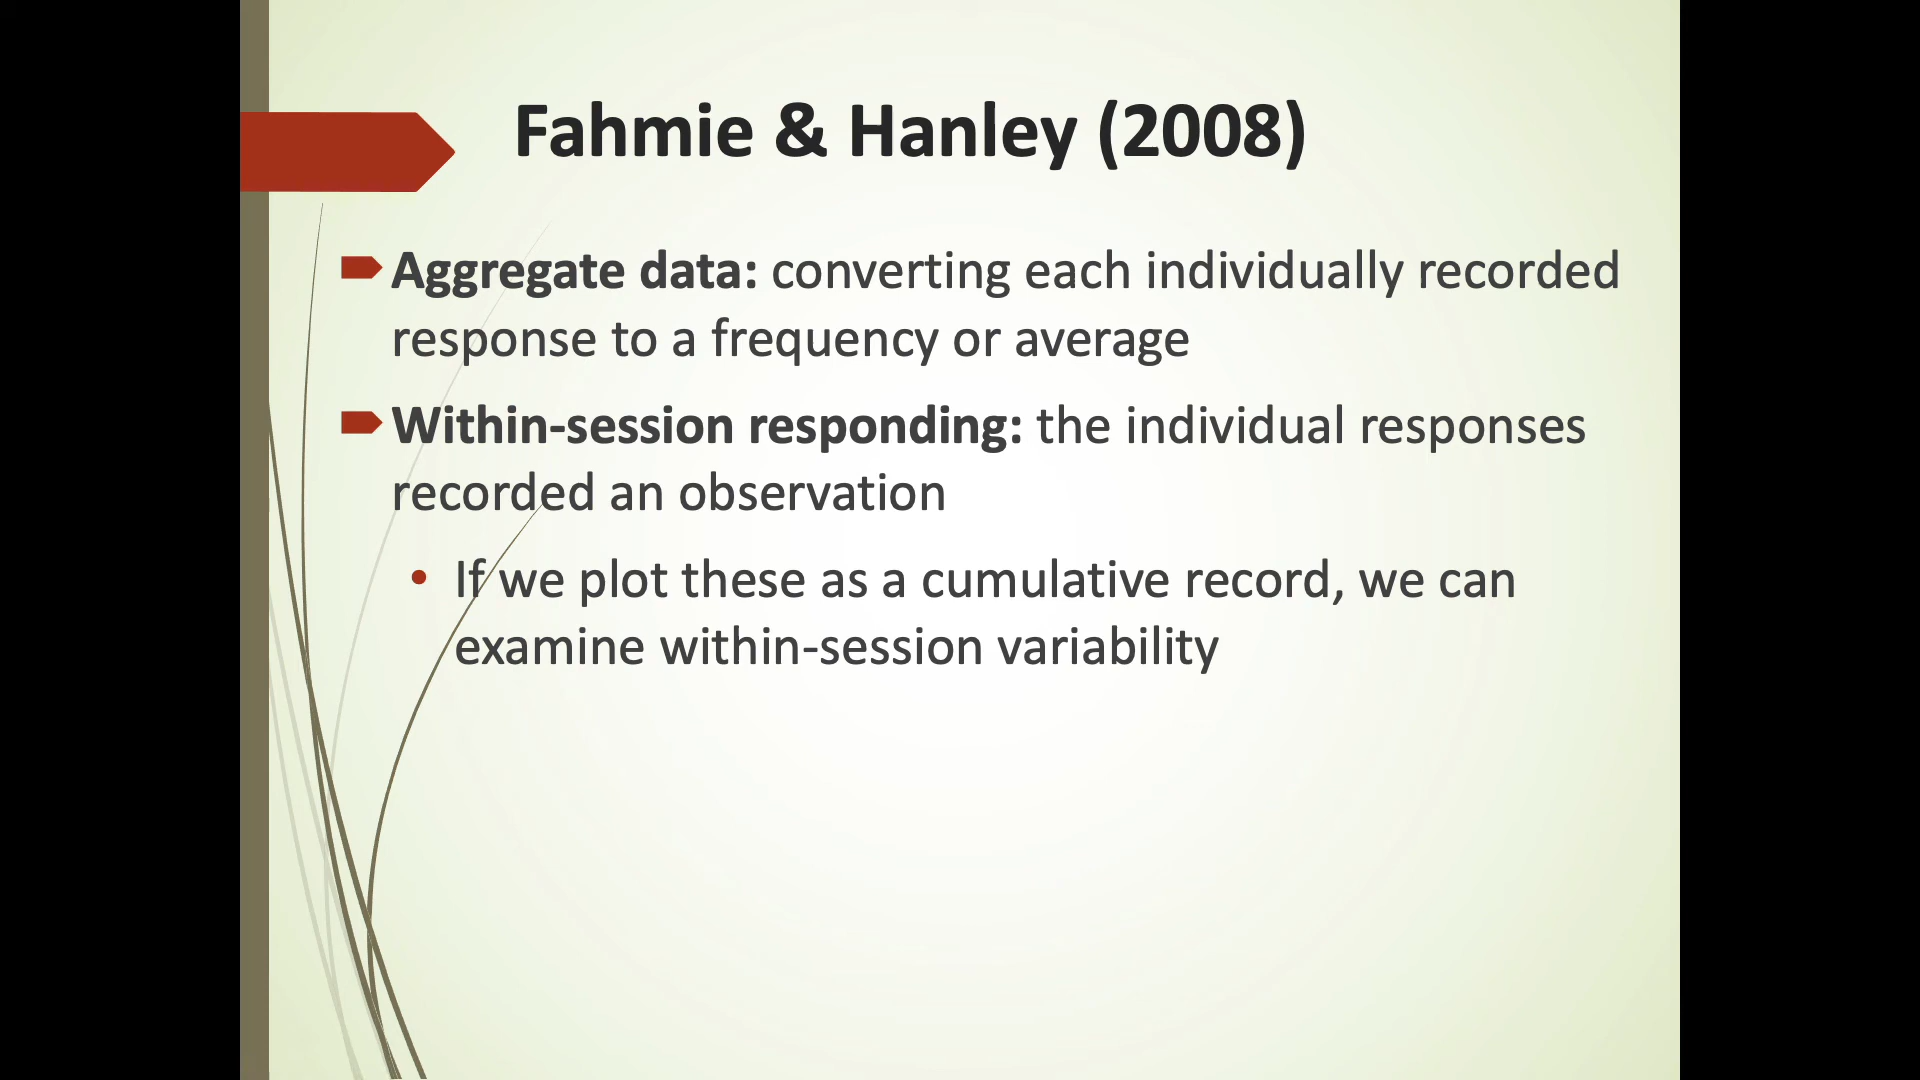 Fahmie & Hanley (2008)
Aggregate data: converting each individually recorded
response to a frequency or average
Within-session responding: the individual responses
recorded an observation
• If we plot these as a cumulative record, we can
examine within-session variability